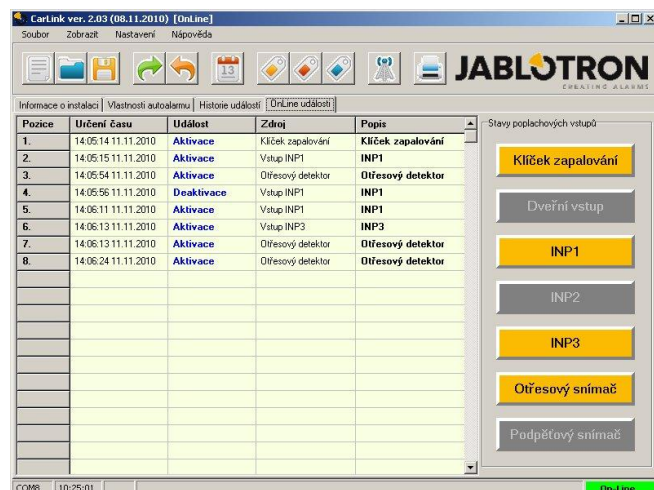 CarLink ver. 2.03 (08.11.2010) [OnLine]
Soubor Zobrazit Nastavení Nápověda
13
JABLOTRON
CREATING ALARMS
Informace o instalaci Vlastnosti autoalarmu Historie událostí OnLine události
Pozice Určení času Událost Zdroj Popis
1. 14:05:14 11.11.2010 Aktivace Klíček zapalování Klíček zapalování
2. 14:05:15 11.11.2010 Aktivace Vstup INP1 INP1
3. 14:05:54 11.11.2010 Aktivace Otřesový detektor Otřesový detektor
4. 14:05:56 11.11.2010 Deaktivace Vstup INP1 INP1
5. 14:06:11 11.11.2010 Aktivace Vstup INP1 INP1
6. 14:06:13 11.11.2010 Aktivace Vstup INP3 INP3
7. 14:06:13 11.11.2010 Aktivace Otřesový detektor Otřesový detektor
8. 14:06:24 11.11.2010 Aktivace Otřesový detektor Otřesový detektor
Stavy poplachových vstupů
Klíček zapalování
Dveřní vstup
INP1
INP2
INP3
Otřesový snímač
Podpěťový snímač
COM8 10:25:01 On-Line